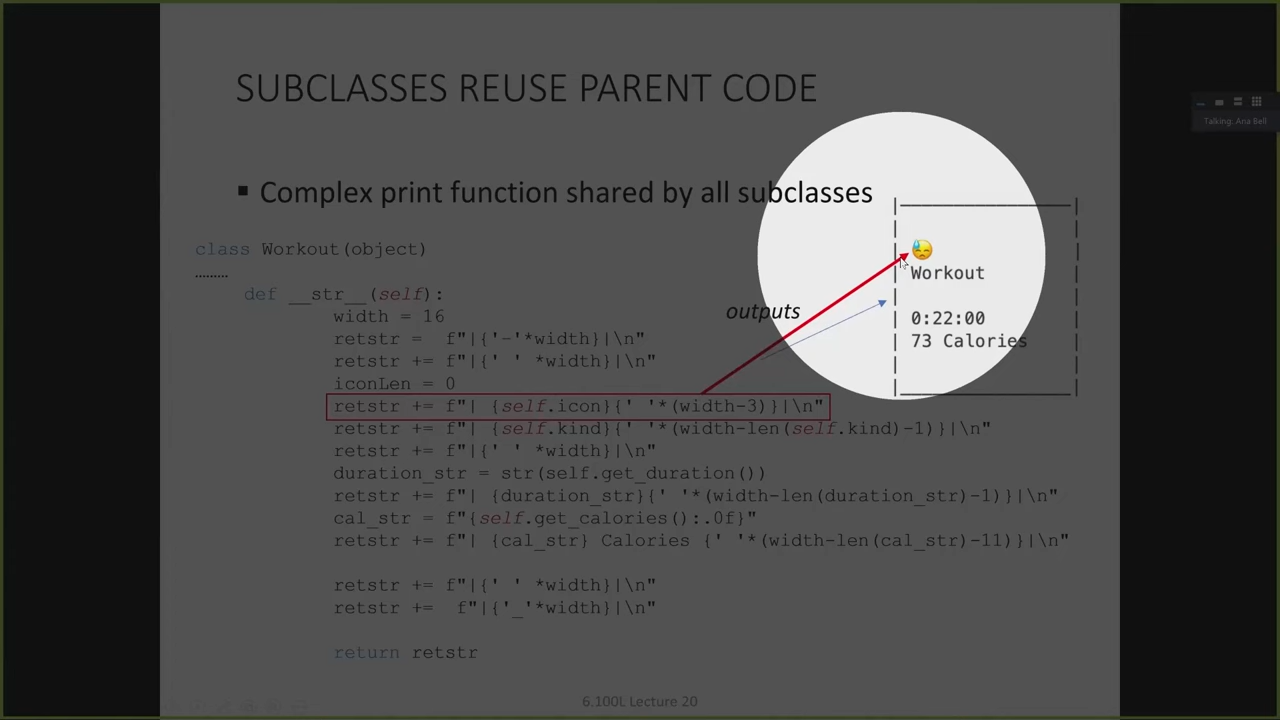 SUBCLASSES REUSE PARENT CODE
Talking: Ana Bell
▪ Complex print function shared by all subclasses
class Workout(object)
.........
def __str__(self):
width = 16
retstr =  f"|{'-'*width}|\n"
retstr += f"|{' ' *width}|\n"
iconLen = 0
retstr += f"| {self.icon}{' '*(width-3)}|\n"
retstr += f"| {self.kind}{' '*(width-len(self.kind)-1)}|\n"
retstr += f"|{' ' *width}|\n"
duration_str = str(self.get_duration())
retstr += f"| {duration_str}{' '*(width-len(duration_str)-1)}|\n"
cal_str = f"{self.get_calories():.0f}"
retstr += f"| {cal_str} Calories {' '*(width-len(cal_str)-11)}|\n"
retstr += f"|{' ' *width}|\n"
retstr +=  f"|{'_'*width}|\n"
return retstr
outputs
😓
Workout
0:22:00
73 Calories
6.100L Lecture 20